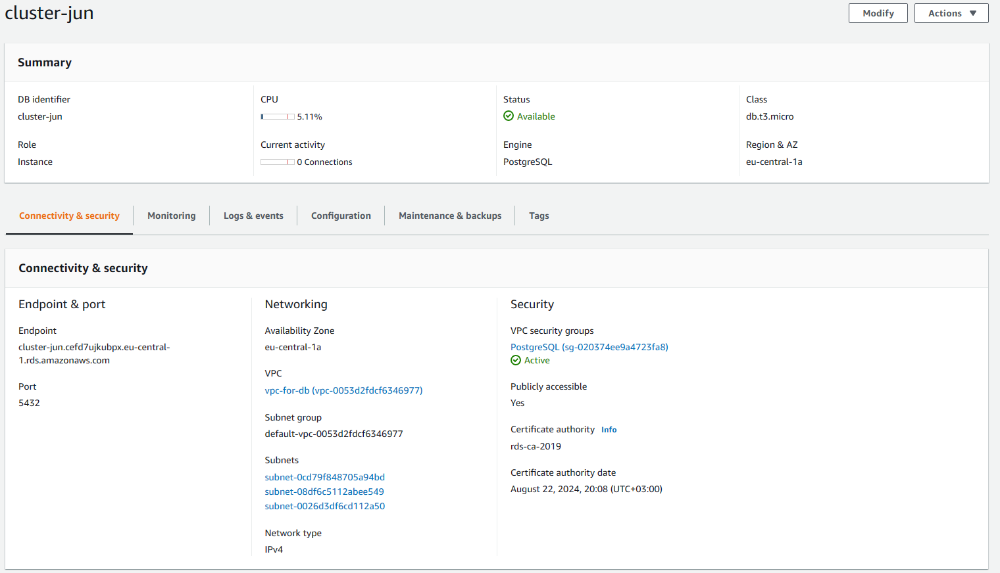 cluster-jun
Modify
Actions
Summary
DB identifier
cluster-jun
CPU
5.11%
Status
Available
Class
db.t3.micro
Role
Instance
Current activity
0 Connections
Engine
PostgreSQL
Region & AZ
eu-central-1a
Connectivity & security
Monitoring
Logs & events
Configuration
Maintenance & backups
Tags
Connectivity & security
Endpoint & port
Endpoint
cluster-jun.cefd7ujkubpx.eu-central-
1.rds.amazonaws.com
Port
5432
Networking
Availability Zone
eu-central-1a
VPC
vpc-for-db (vpc-0053d2fdcf6346977)
Subnet group
default-vpc-0053d2fdcf6346977
Subnets
subnet-0cd79f848705a94bd
subnet-08df6c5112abee549
subnet-0026d3df6cd112a50
Network type
IPv4
Security
VPC security groups
PostgreSQL (sg-020374ee9a4723fa8)
Active
Publicly accessible
Yes
Certificate authority Info
rds-ca-2019
Certificate authority date
August 22, 2024, 20:08 (UTC+03:00)